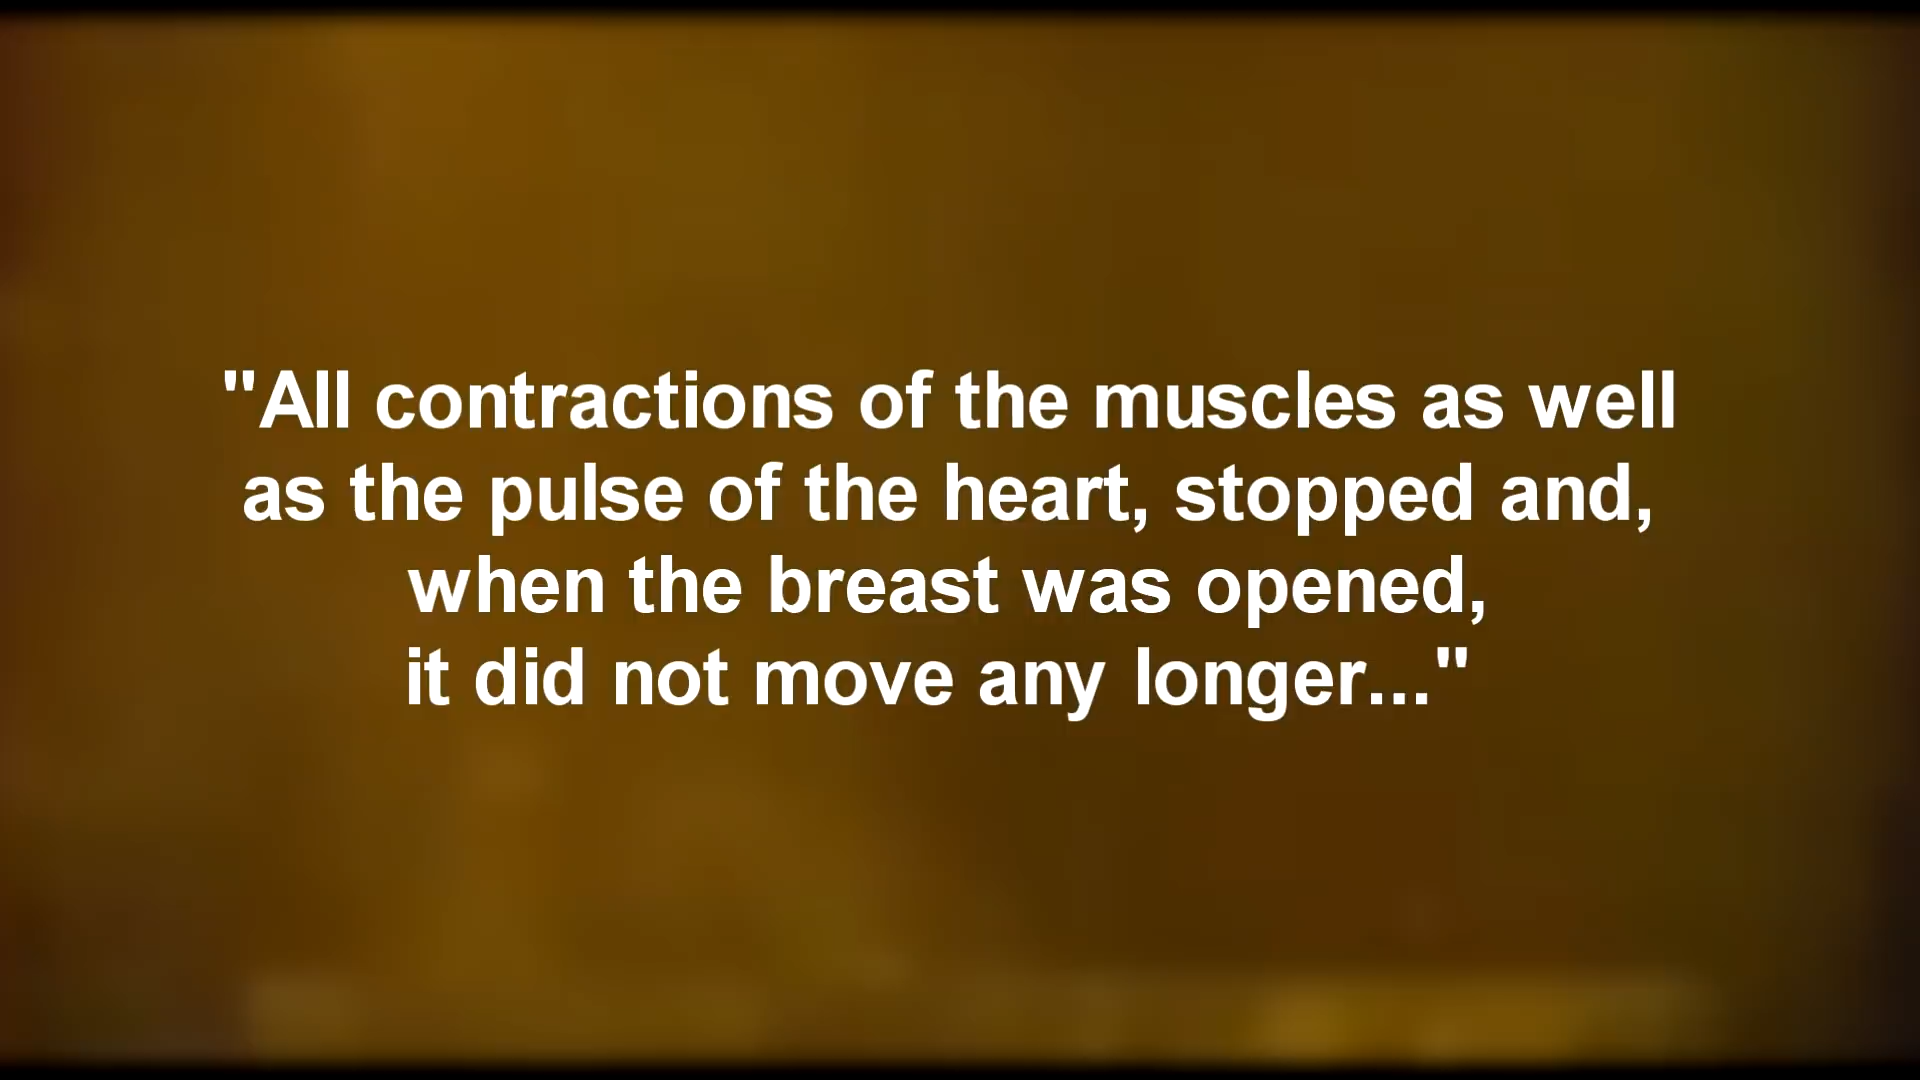 "All contractions of the muscles as well
as the pulse of the heart, stopped and,
when the breast was opened,
it did not move any longer..."